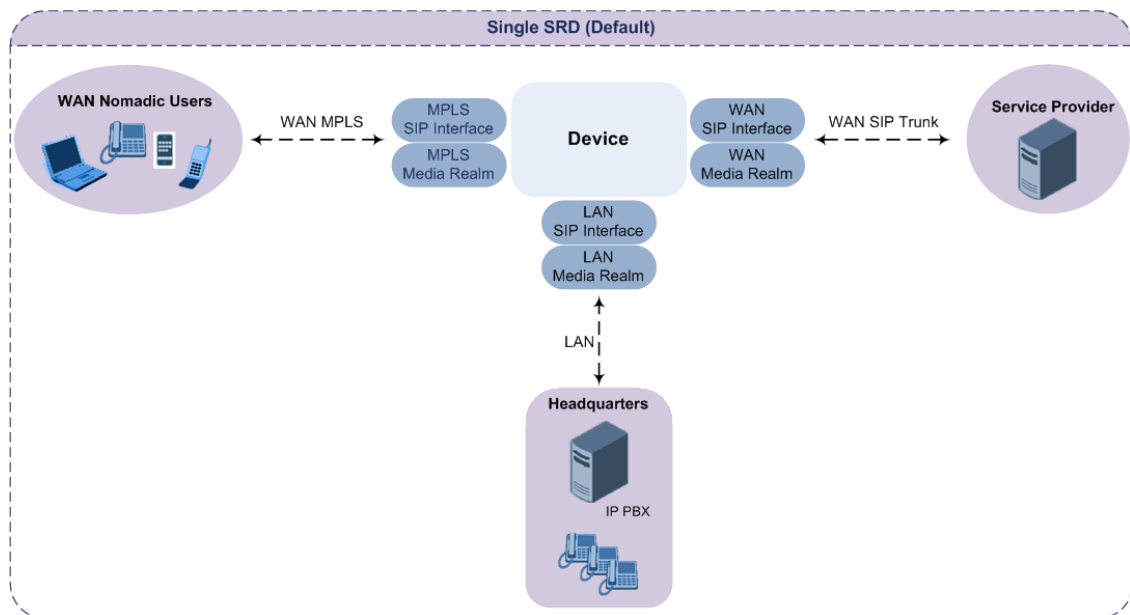 Single SRD (Default)
WAN Nomadic Users
WAN MPLS
MPLS
SIP Interface
MPLS
Media Realm
Device
WAN
SIP Interface
WAN
Media Realm
WAN SIP Trunk
Service Provider
LAN
SIP Interface
LAN
Media Realm
LAN
Headquarters
IP PBX